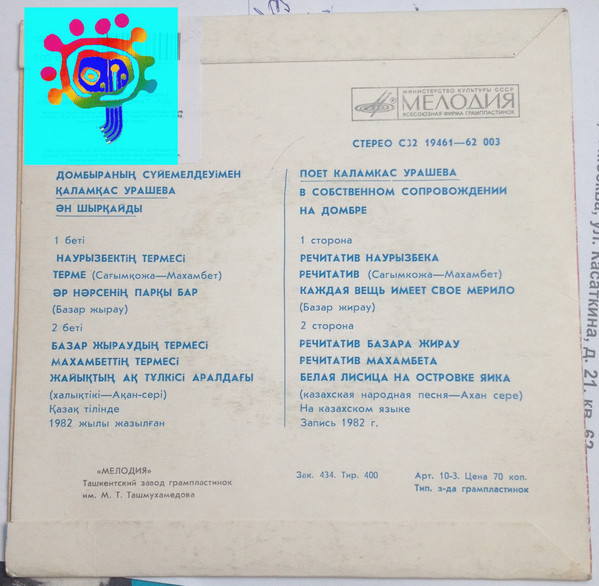 МИНИСТЕРСТВО КУЛЬТУРЫ СССР
МЕЛОДИЯ
ВСЕСОЮЗНАЯ ФИРМА ГРАМПЛАСТИНОК
СТЕРЕО С32 19461—62 003
ДОМБЫРАНЫҢ СҮЙЕМЕЛДЕУІМЕН
ҚАЛАМҚАС УРАШЕВА
ӘН ШЫРҚАЙДЫ
1 беті
НАУРЫЗБЕКТІҢ ТЕРМЕСІ
ТЕРМЕ (Сағымқожа—Махамбет)
ӘР НӘРСЕНІҢ ПАРҚЫ БАР
(Базар жырау)
2 беті
БАЗАР ЖЫРАУДЫҢ ТЕРМЕСІ
МАХАМБЕТТІҢ ТЕРМЕСІ
ЖАЙЫҚТЫҢ АҚ ТҮЛКІСІ АРАЛДАҒЫ
(халықтікі—Ақан-сері)
Қазақ тілінде
1982 жылы жазылған
ПОЕТ КАЛАМКАС УРАШЕВА
В СОБСТВЕННОМ СОПРОВОЖДЕНИИ
НА ДОМБРЕ
1 сторона
РЕЧИТАТИВ НАУРЫЗБЕКА
РЕЧИТАТИВ (Сагымкожа—Махамбет)
КАЖДАЯ ВЕЩЬ ИМЕЕТ СВОЕ МЕРИЛО
(Базар жирау)
2 сторона
РЕЧИТАТИВ БАЗАРА ЖИРАУ
РЕЧИТАТИВ МАХАМБЕТА
БЕЛАЯ ЛИСИЦА НА ОСТРОВКЕ ЯИКА
(казахская народная песня—Ахан сере)
На казахском языке
Запись 1982 г.
«МЕЛОДИЯ»
Ташкентский завод грампластинок
им. М. Т. Ташмухамедова
Зак. 434. Тир. 400
Арт. 10-3. Цена 70 коп.
Тип. з-да грампластинок
ул. Касаткина, д. 21. кв. 62